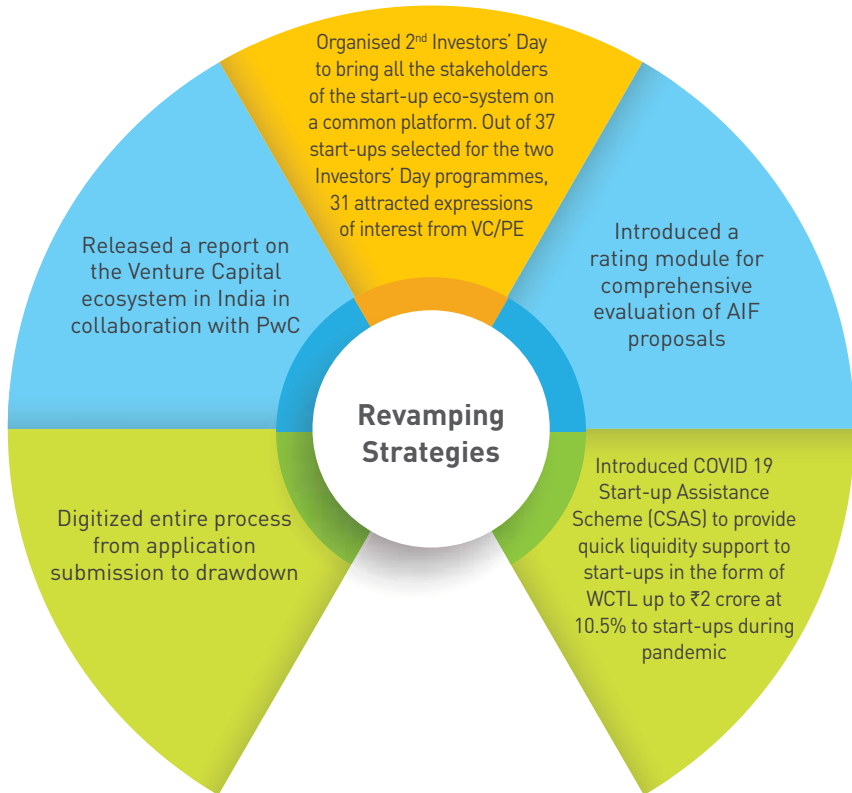 Organised 2nd Investors' Day
to bring all the stakeholders
of the start-up eco-system on
a common platform. Out of 37
start-ups selected for the two
Investors' Day programmes,
31 attracted expressions
of interest from VC/PE
Released a report on
the Venture Capital
ecosystem in India in
collaboration with PwC
Introduced a
rating module for
comprehensive
evaluation of AIF
proposals
Revamping
Strategies
Digitized entire process
from application
submission to drawdown
Introduced COVID 19
Start-up Assistance
Scheme (CSAS) to provide
quick liquidity support to
start-ups in the form of
WCTL up to ₹2 crore at
10.5% to start-ups during
pandemic